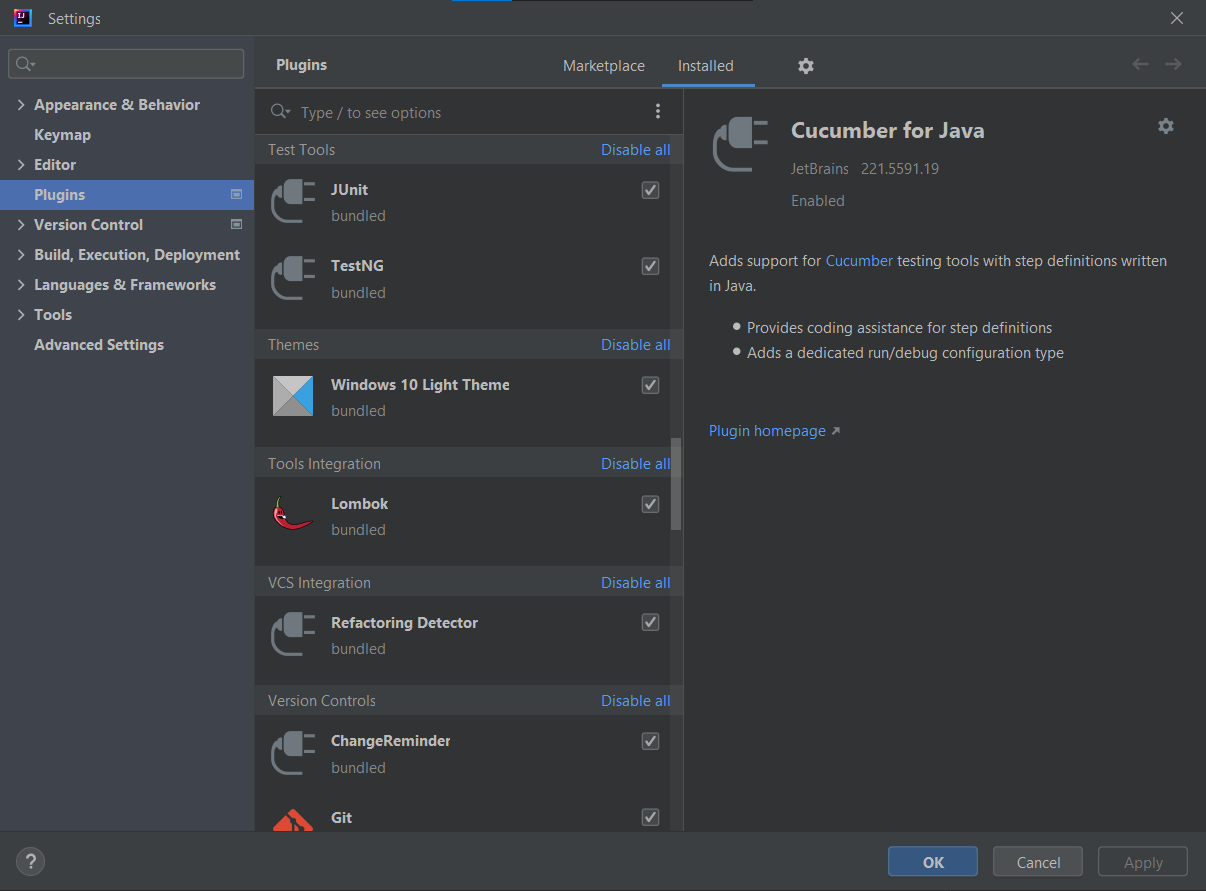 Settings
Appearance & Behavior
Keymap
Editor
Plugins
Version Control
Build, Execution, Deployment
Languages & Frameworks
Tools
Advanced Settings
Plugins
Marketplace
Installed
Type / to see options
Test Tools Disable all
JUnit
bundled
TestNG
bundled
Themes Disable all
Windows 10 Light Theme
bundled
Tools Integration Disable all
Lombok
bundled
VCS Integration Disable all
Refactoring Detector
bundled
Version Controls Disable all
ChangeReminder
bundled
Git
Cucumber for Java
JetBrains 221.5591.19
Enabled
Adds support for Cucumber testing tools with step definitions written
in Java.
Provides coding assistance for step definitions
Adds a dedicated run/debug configuration type
Plugin homepage
?
OK
Cancel
Apply